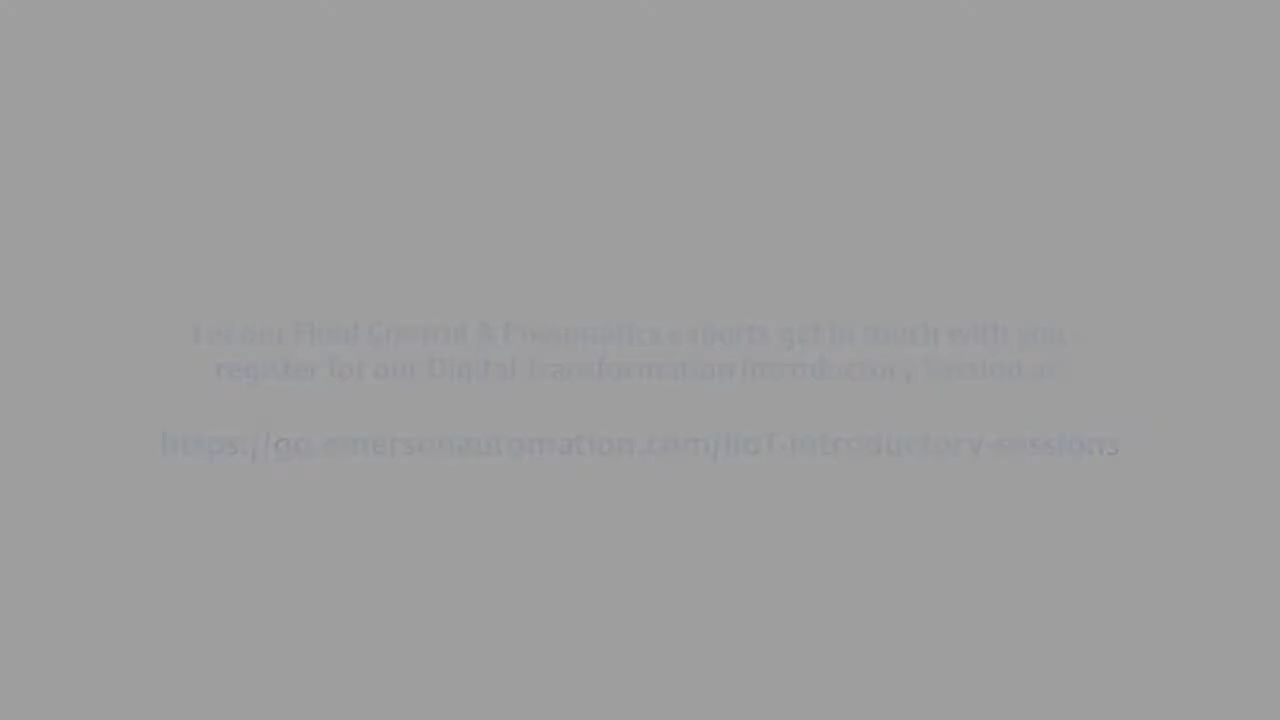 Let our Fluid Control & Pneumatics experts get in touch with you -
register for our Digital Transformation Introductory Session at
https://go.emersonautomation.com/IIoT-introductory-sessions